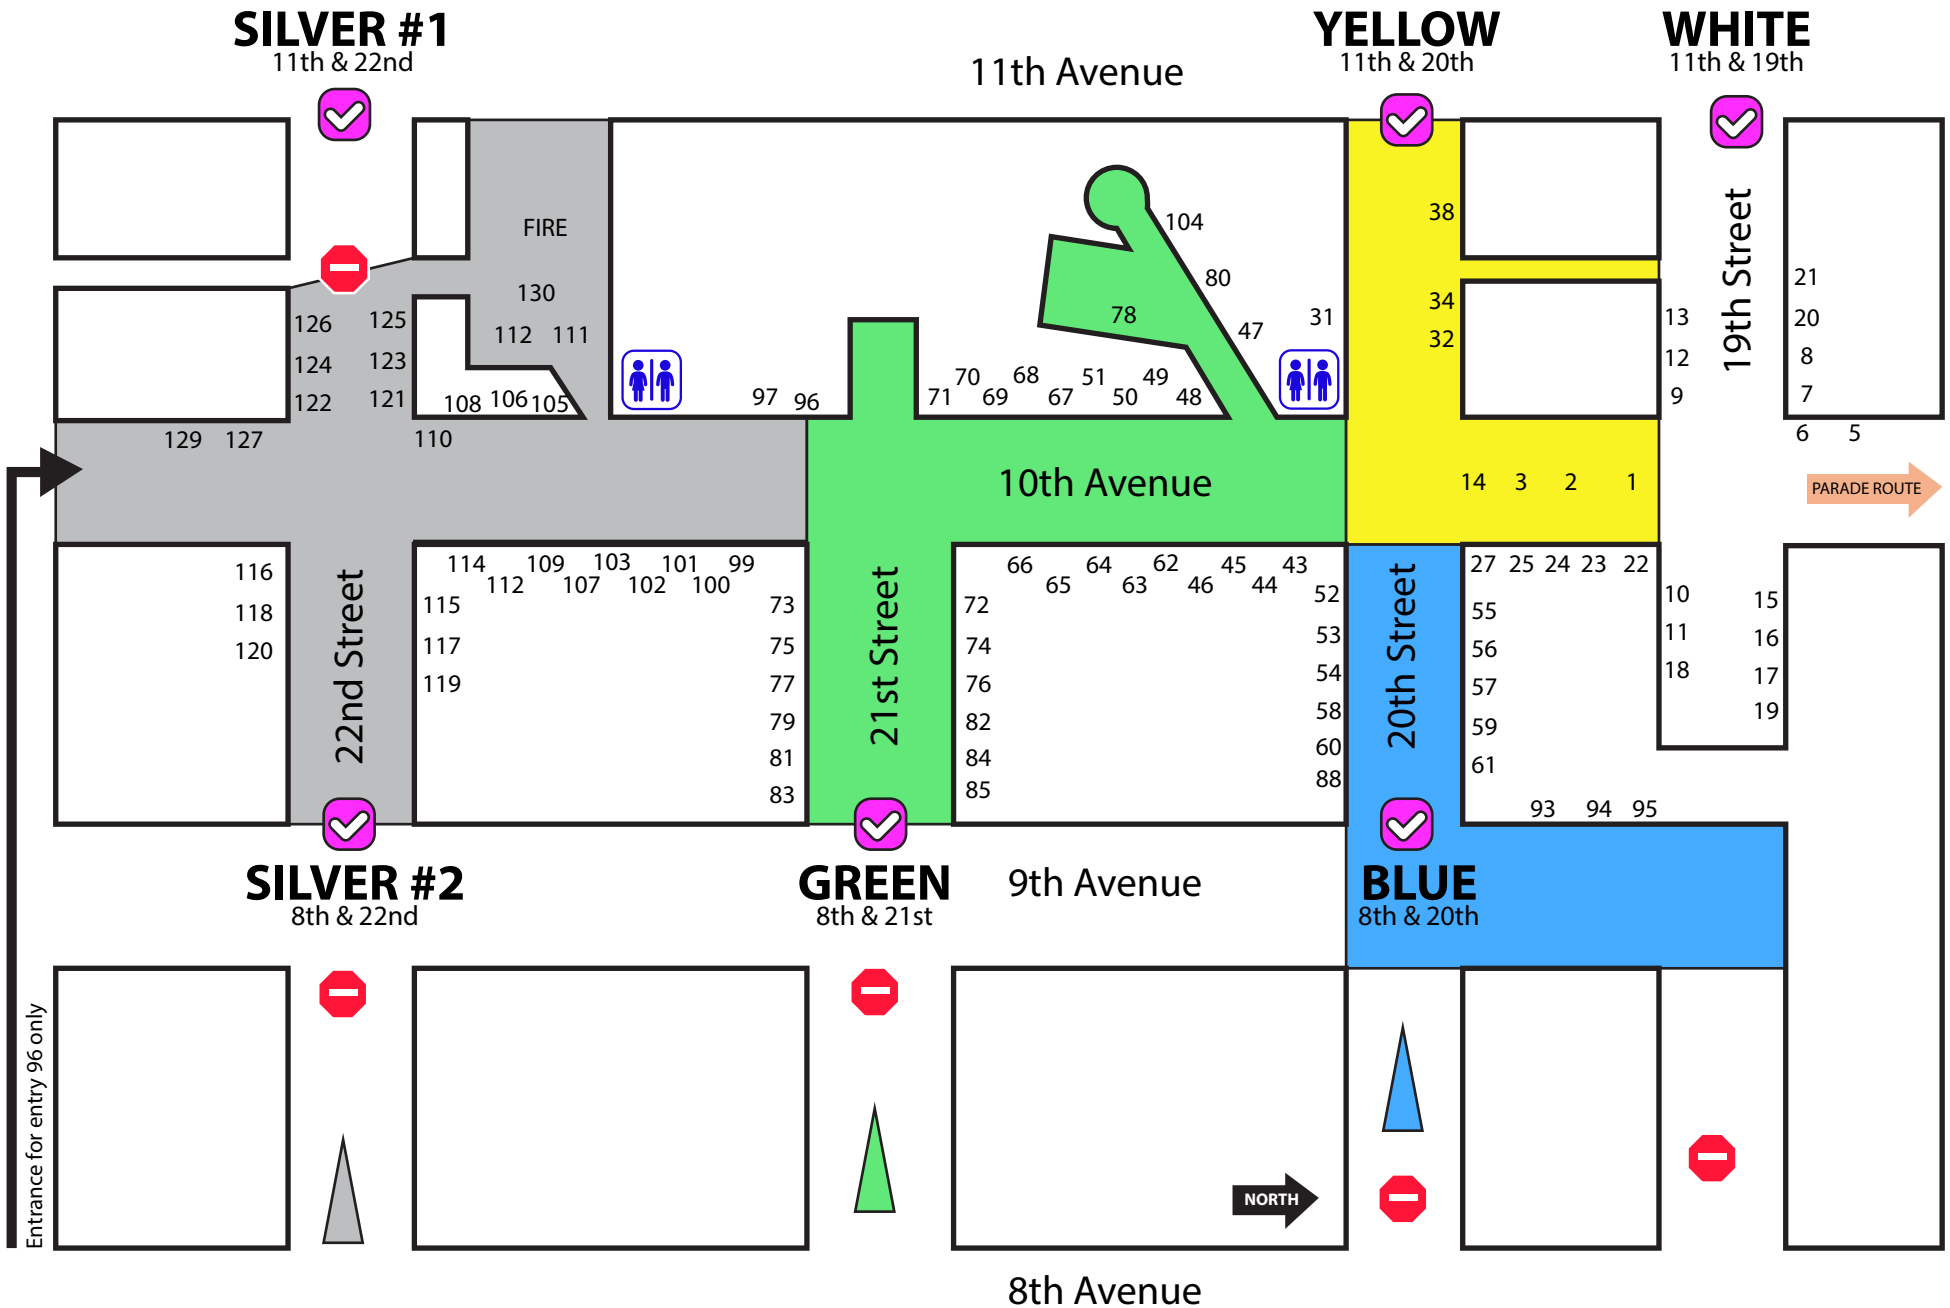 SILVER #1
11th & 22nd
11th Avenue
YELLOW
11th & 20th
WHITE
11th & 19th
FIRE
130
112 111
126 125
124 123
122 121
108 106 105
110
129 127
97 96
71 70 69 68 67 51 50 49 48
78
104
80
47
31
38
34
32
13
12
9
19th Street
21
20
8
7
6 5
10th Avenue
14 3 2 1
PARADE ROUTE
116
118
120
22nd Street
114 112 109 107 103 102 101 100 99
115
117
119
73
75
77
79
81
83
21st Street
66 65 64 63 62 46 45 44 43
72
74
76
82
84
85
52
53
54
58
60
88
20th Street
27 25 24 23 22
55
56
57
59
61
93 94 95
10
11
18
15
16
17
19
SILVER #2
8th & 22nd
GREEN
8th & 21st
9th Avenue
BLUE
8th & 20th
Entrance for entry 96 only
NORTH
8th Avenue